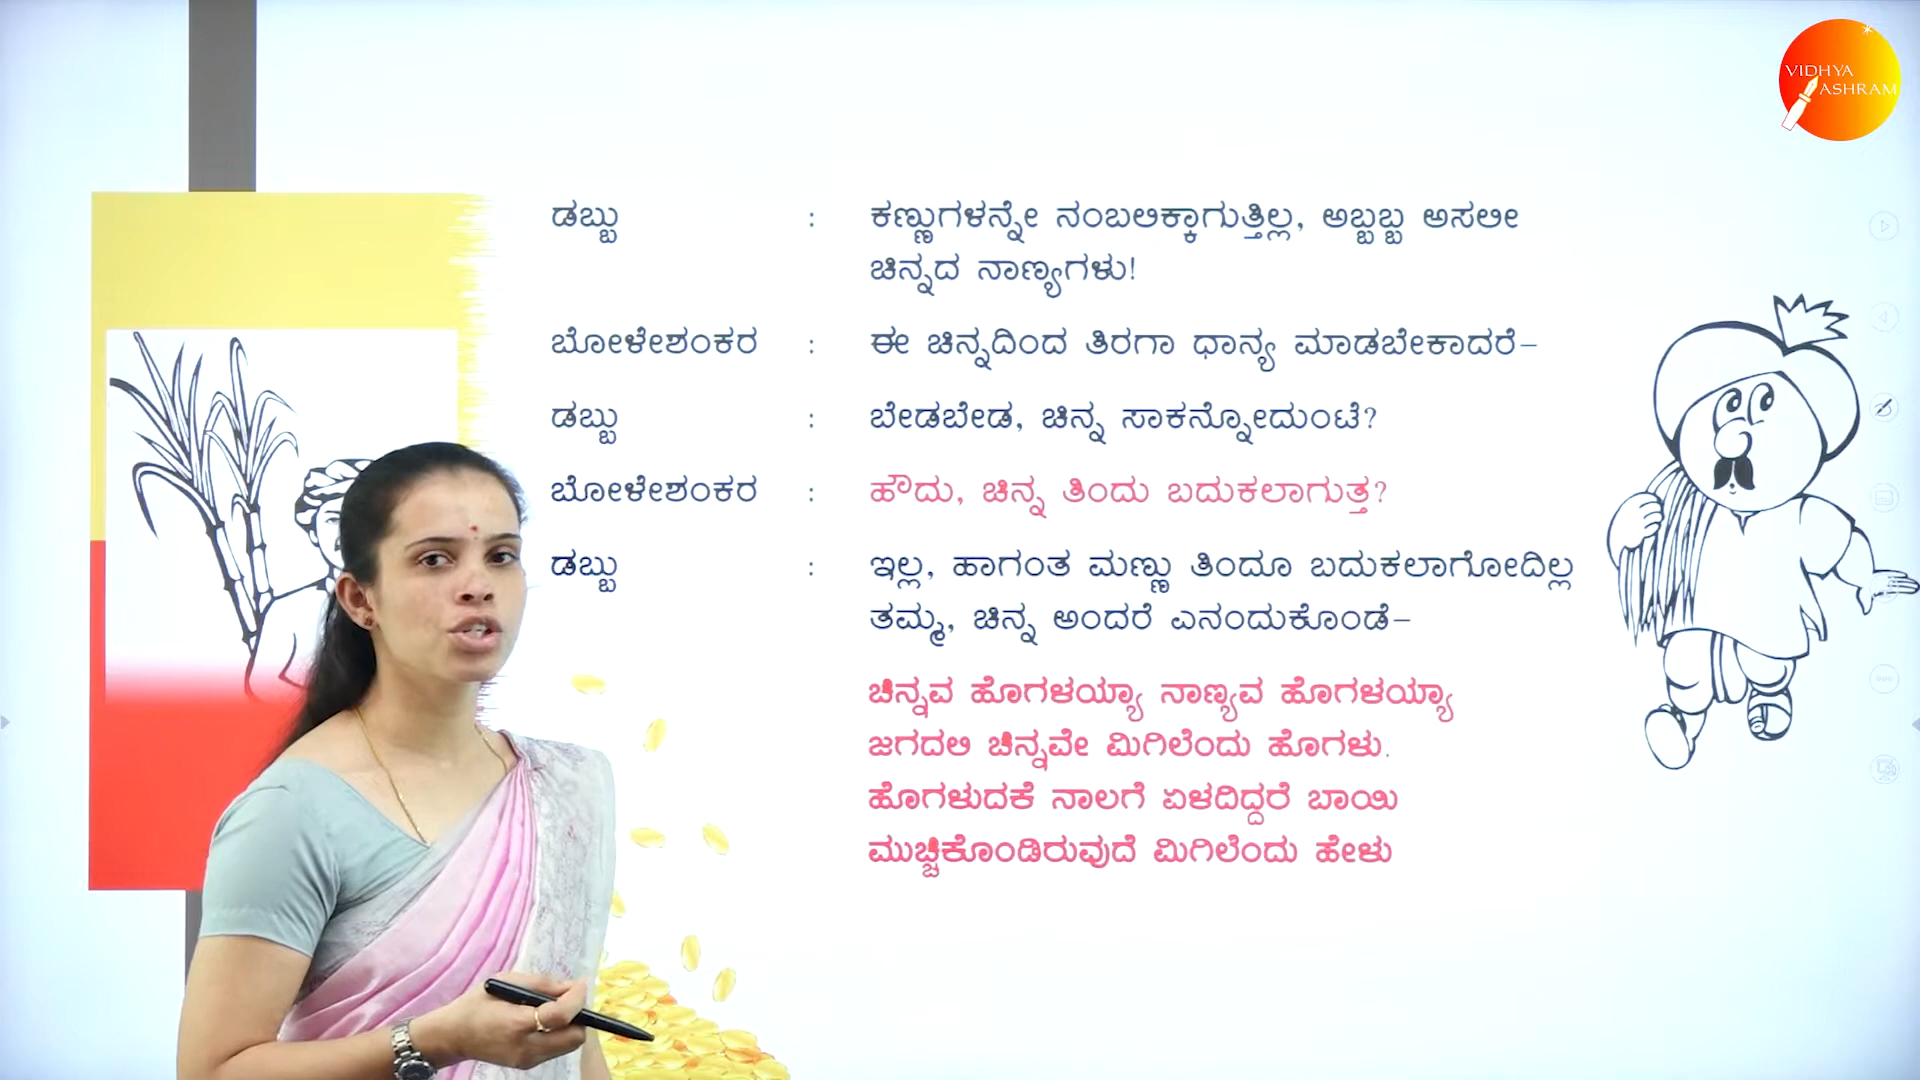 VIDHYA
ASHRAM
ಡಬ್ಬು : ಕಣ್ಣುಗಳನ್ನೇ ನಂಬಲಿಕ್ಕಾಗುತ್ತಿಲ್ಲ, ಅಬ್ಬಬ್ಬ ಅಸಲೀ
ಚಿನ್ನದ ನಾಣ್ಯಗಳು!
ಬೋಳೇಶಂಕರ : ಈ ಚಿನ್ನದಿಂದ ತಿರಗಾ ಧಾನ್ಯ ಮಾಡಬೇಕಾದರೆ–
ಡಬ್ಬು : ಬೇಡಬೇಡ, ಚಿನ್ನ ಸಾಕನ್ನೋದುಂಟೆ?
ಬೋಳೇಶಂಕರ : ಹೌದು, ಚಿನ್ನ ತಿಂದು ಬದುಕಲಾಗುತ್ತ?
ಡಬ್ಬು : ಇಲ್ಲ, ಹಾಗಂತ ಮಣ್ಣು ತಿಂದೂ ಬದುಕಲಾಗೋದಿಲ್ಲ
ತಮ್ಮ, ಚಿನ್ನ ಅಂದರೆ ಎನಂದುಕೊಂಡೆ–
ಚಿನ್ನವ ಹೊಗಳಯ್ಯಾ ನಾಣ್ಯವ ಹೊಗಳಯ್ಯಾ
ಜಗದಲಿ ಚಿನ್ನವೇ ಮಿಗಿಲೆಂದು ಹೊಗಳು.
ಹೊಗಳುದಕೆ ನಾಲಗೆ ಏಳದಿದ್ದರೆ ಬಾಯಿ
ಮುಚ್ಚಿಕೊಂಡಿರುವುದೆ ಮಿಗಿಲೆಂದು ಹೇಳು